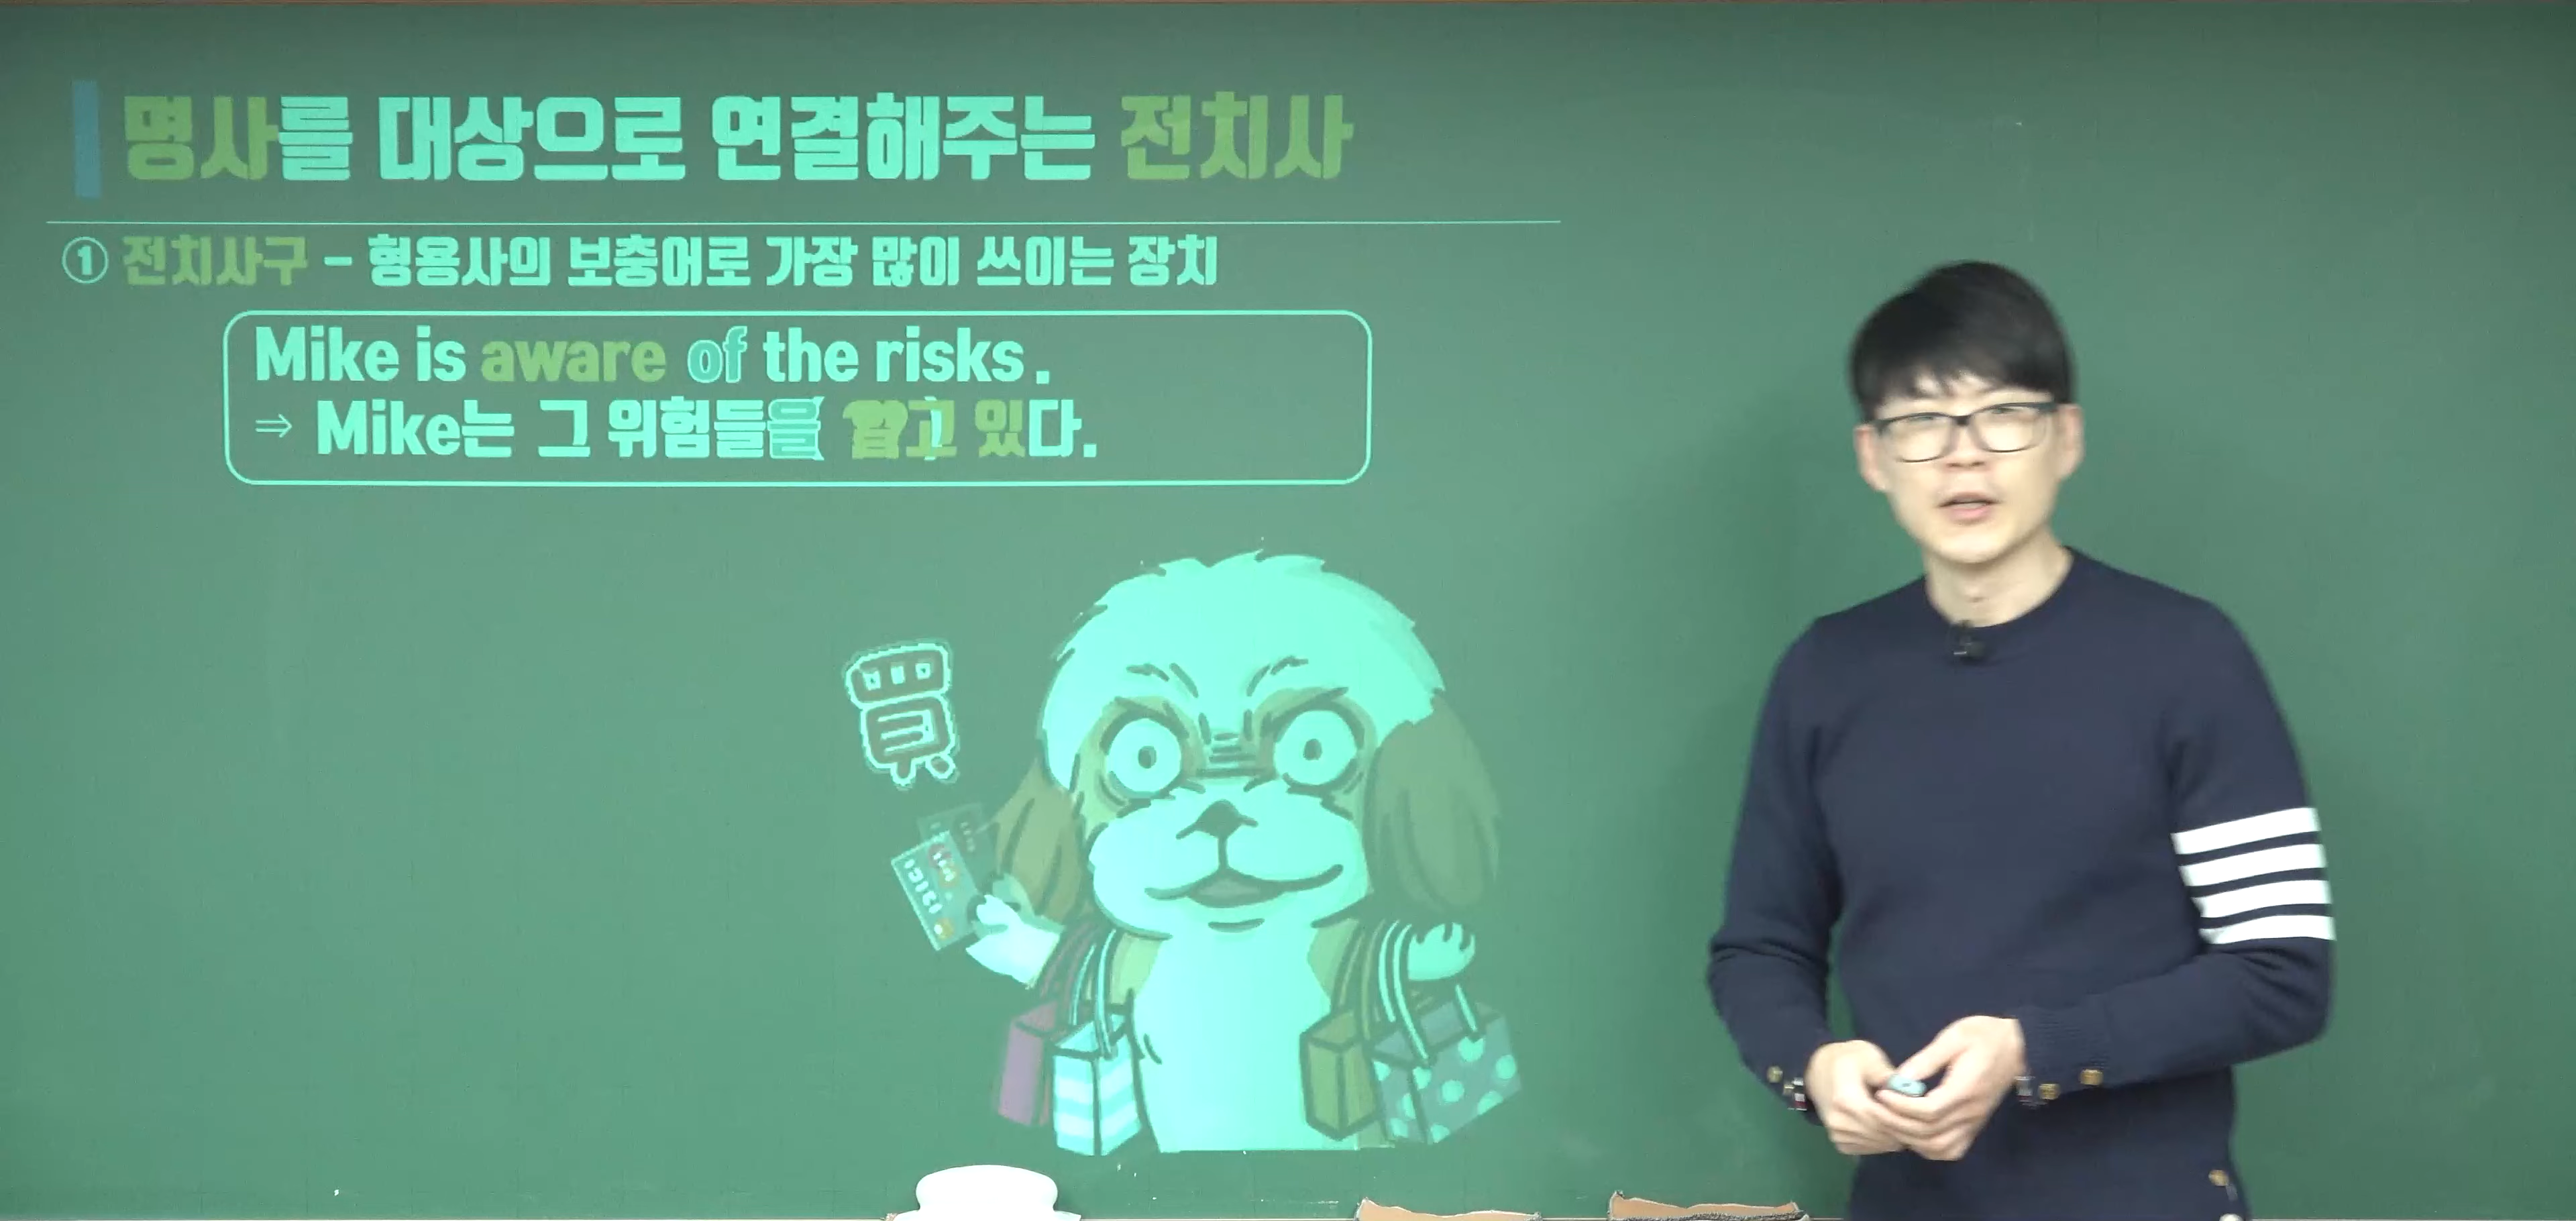 명사를 대상으로 연결해주는 전치사
① 전치사구 - 형용사의 보충어로 가장 많이 쓰이는 장치
Mike is aware of the risks.
⇒ Mike는 그 위험들을 있다.
買